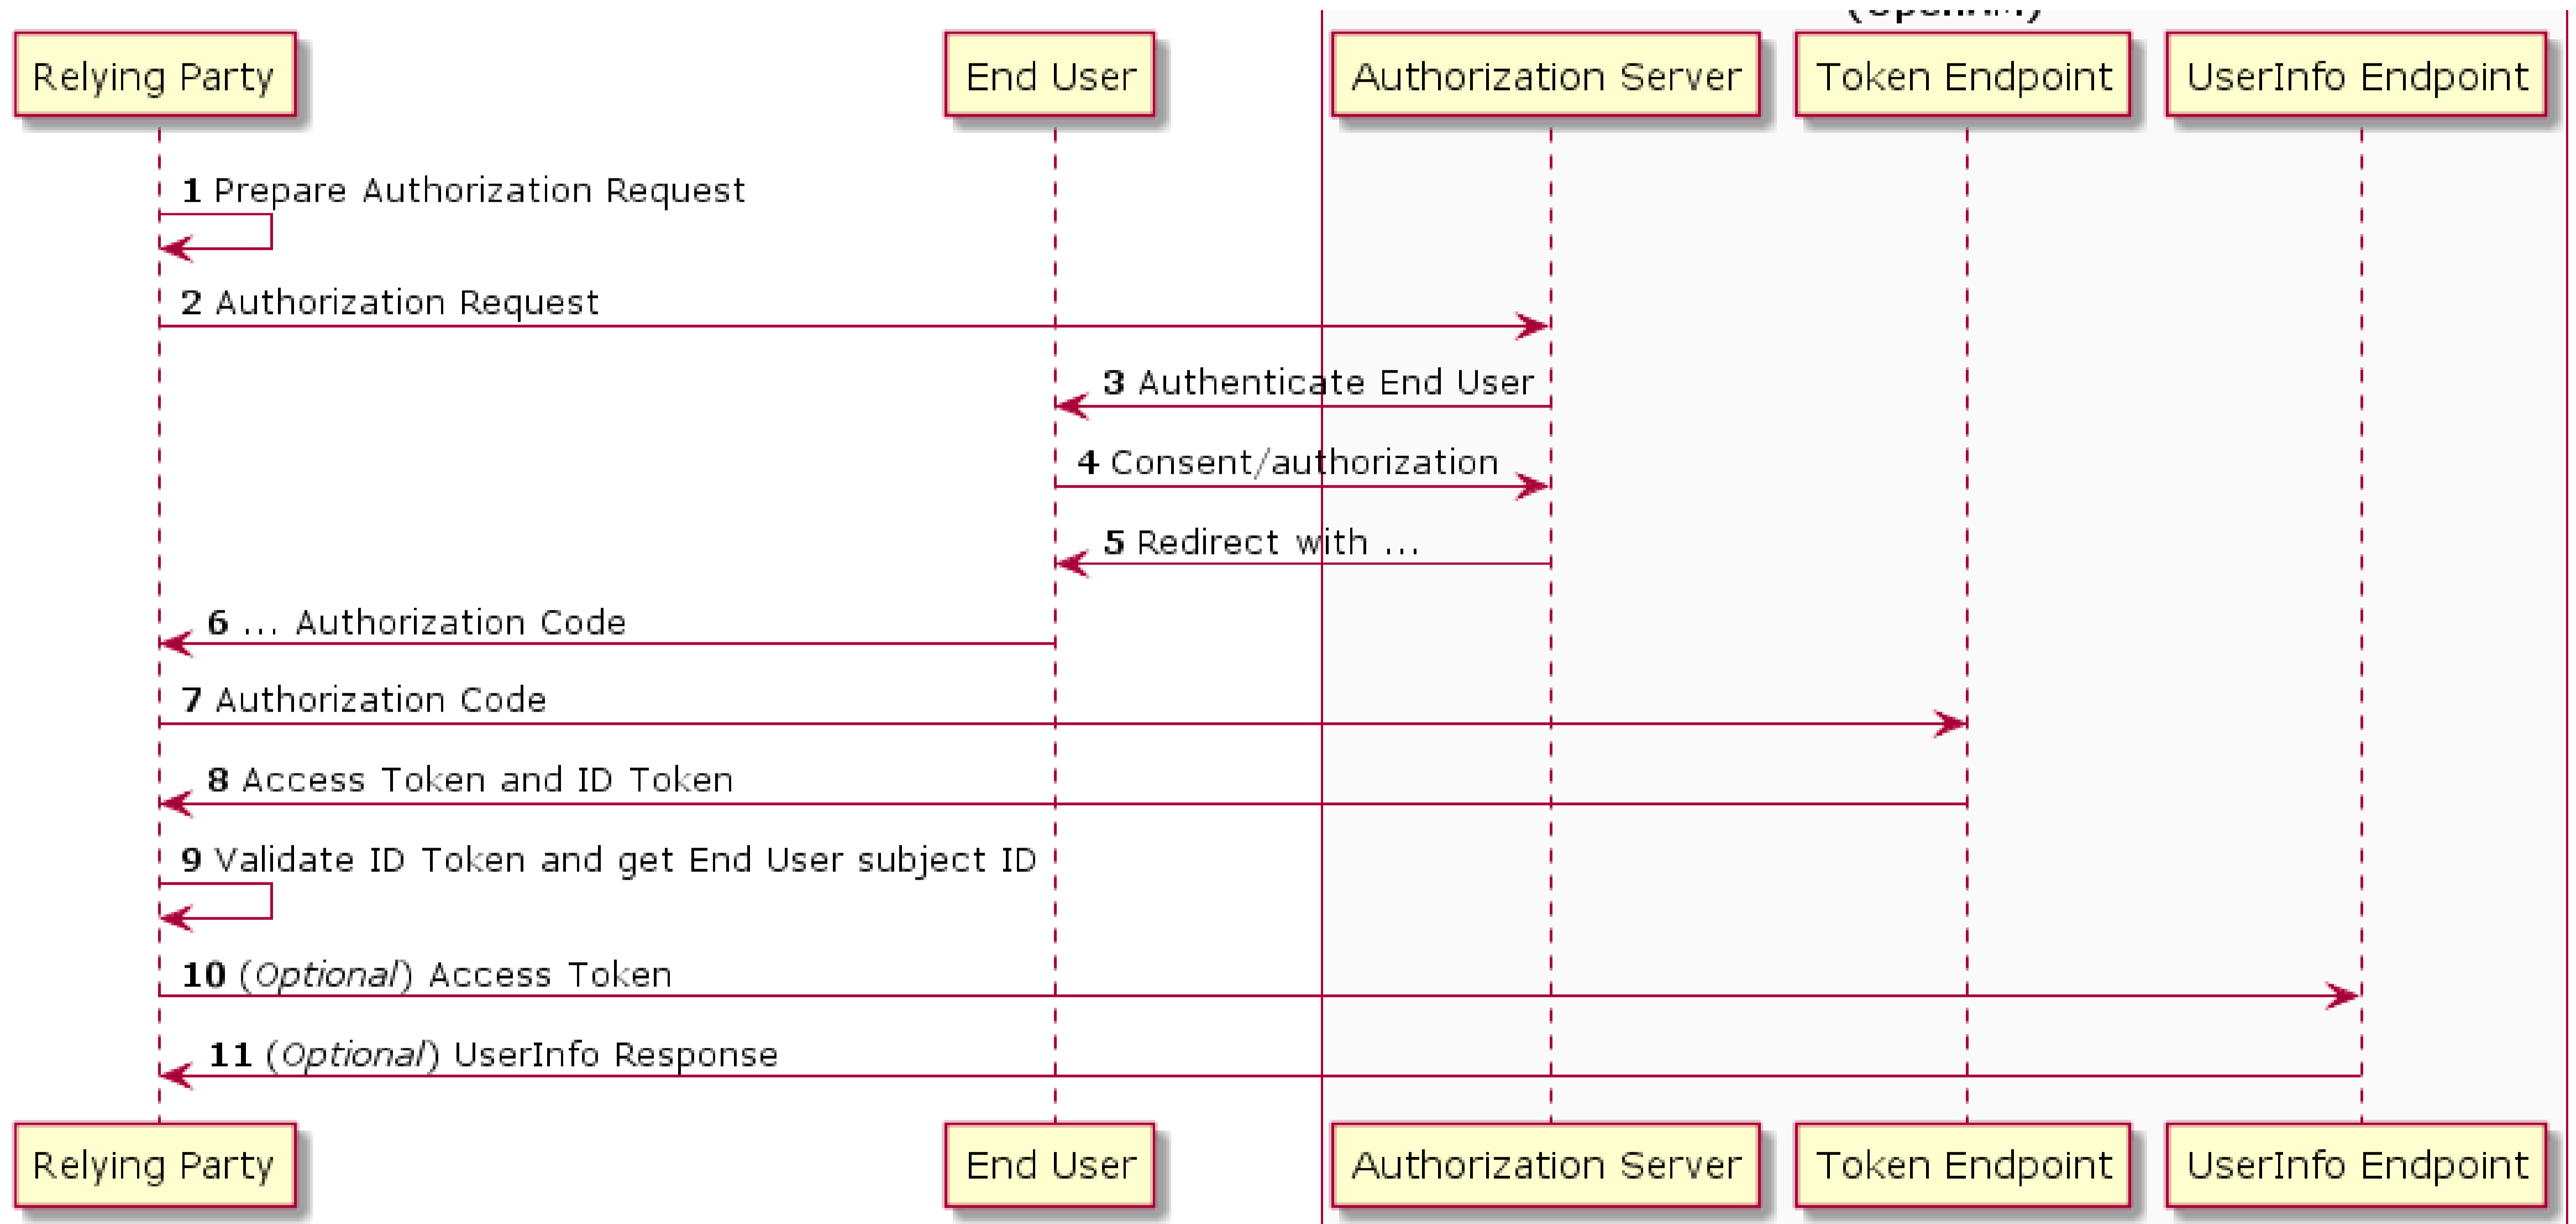 Relying Party
End User
Authorization Server
Token Endpoint
UserInfo Endpoint
1 Prepare Authorization Request
2 Authorization Request
3 Authenticate End User
4 Consent/authorization
5 Redirect with ...
6 ... Authorization Code
7 Authorization Code
8 Access Token and ID Token
9 Validate ID Token and get End User subject ID
10 (Optional) Access Token
11 (Optional) UserInfo Response
Relying Party
End User
Authorization Server
Token Endpoint
UserInfo Endpoint